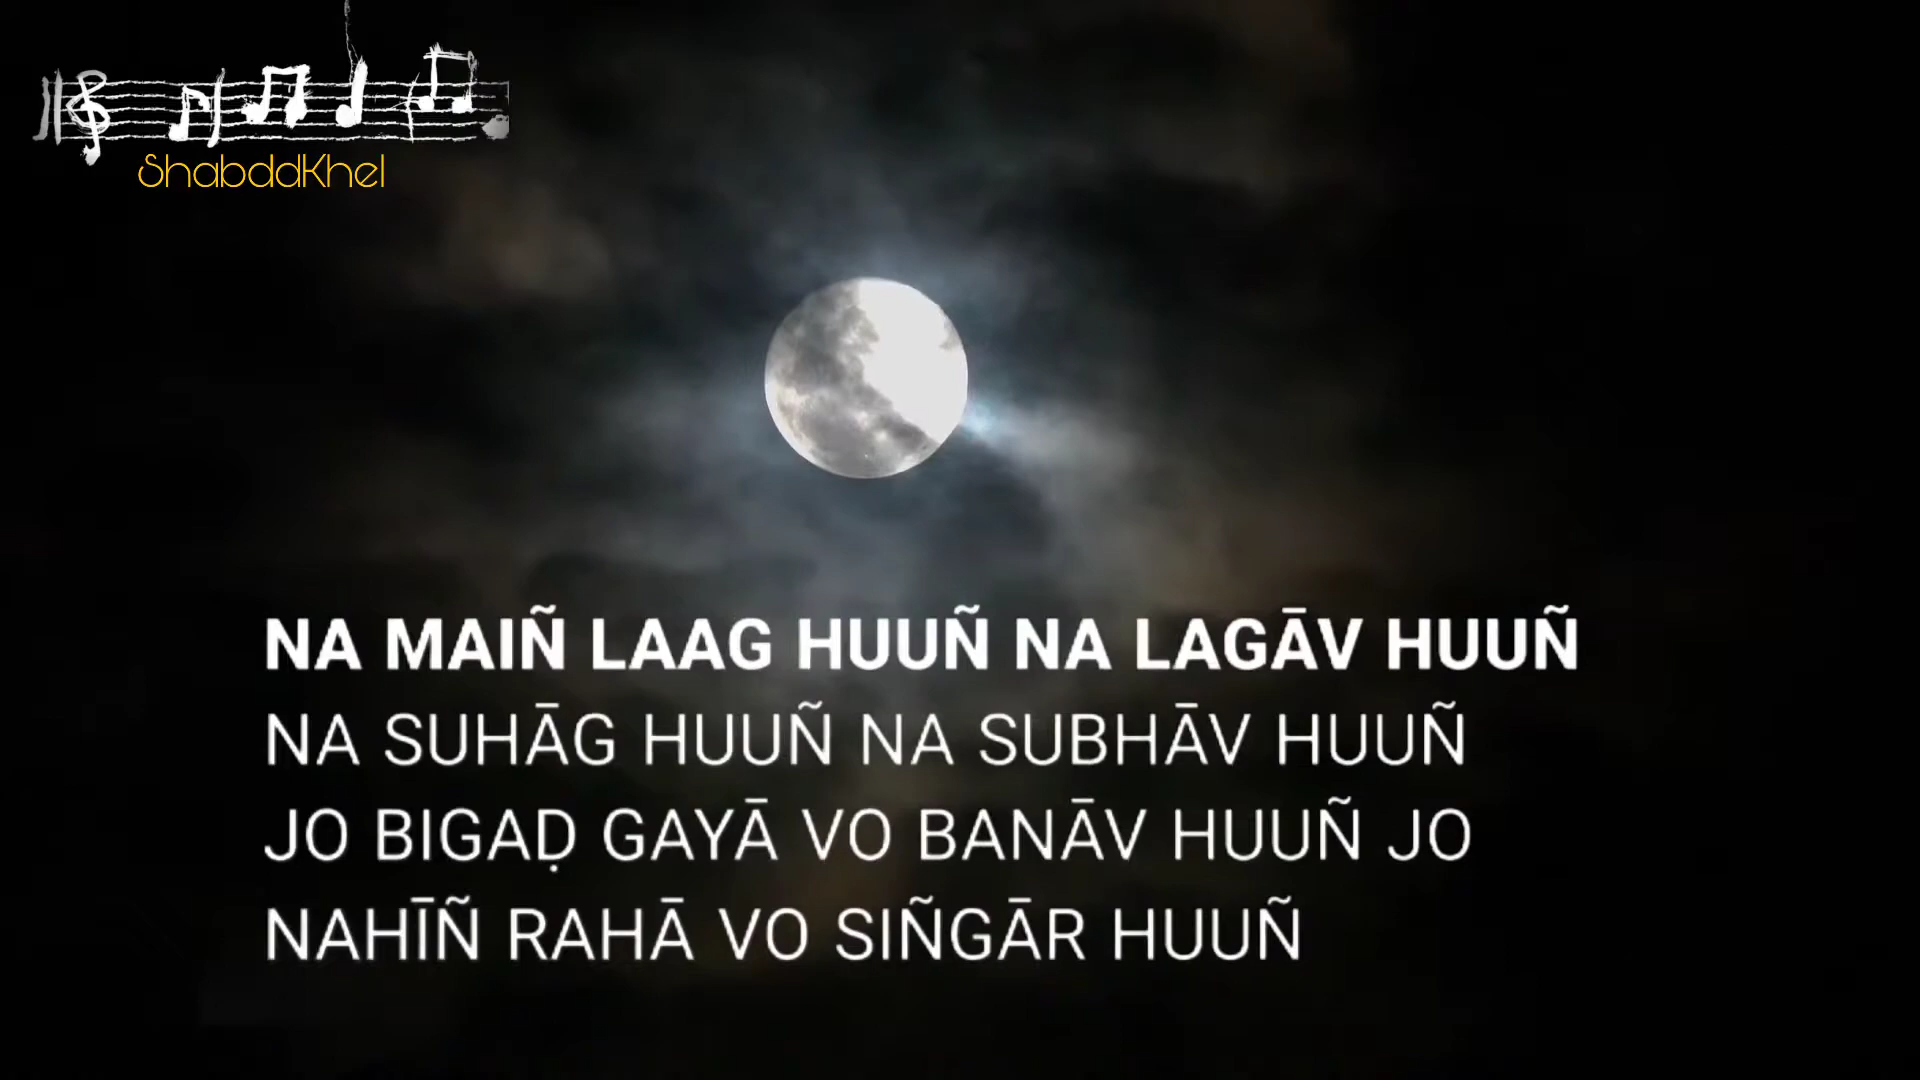 ShabddKhel
NA MAIÑ LAAG HUUÑ NA LAGĀV HUUÑ
NA SUHĀG HUUÑ NA SUBHĀV HUUÑ
JO BIGAḌ GAYĀ VO BANĀV HUUÑ JO
NAHĪÑ RAHĀ VO SIÑGĀR HUUÑ